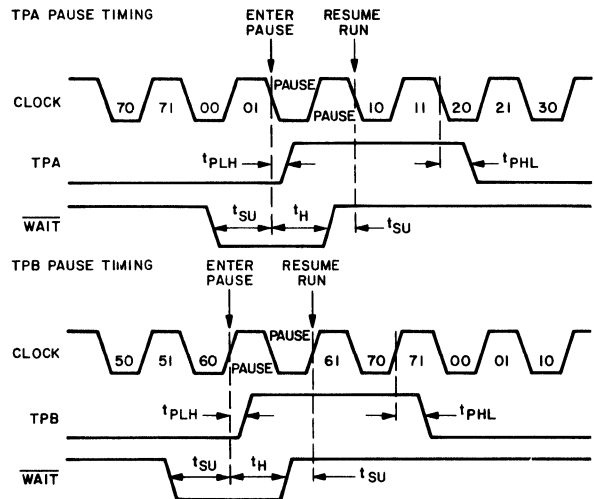 TPA PAUSE TIMING
ENTER PAUSE
RESUME RUN
CLOCK
70 71 00 01 PAUSE PAUSE 10 11 20 21 30
TPA
tPLH
tPHL
WAIT
tSU
tH
tSU
TPB PAUSE TIMING
ENTER PAUSE
RESUME RUN
CLOCK
50 51 60 PAUSE PAUSE 61 70 71 00 01 10
TPB
tPLH
tPHL
WAIT
tSU
tH
tSU